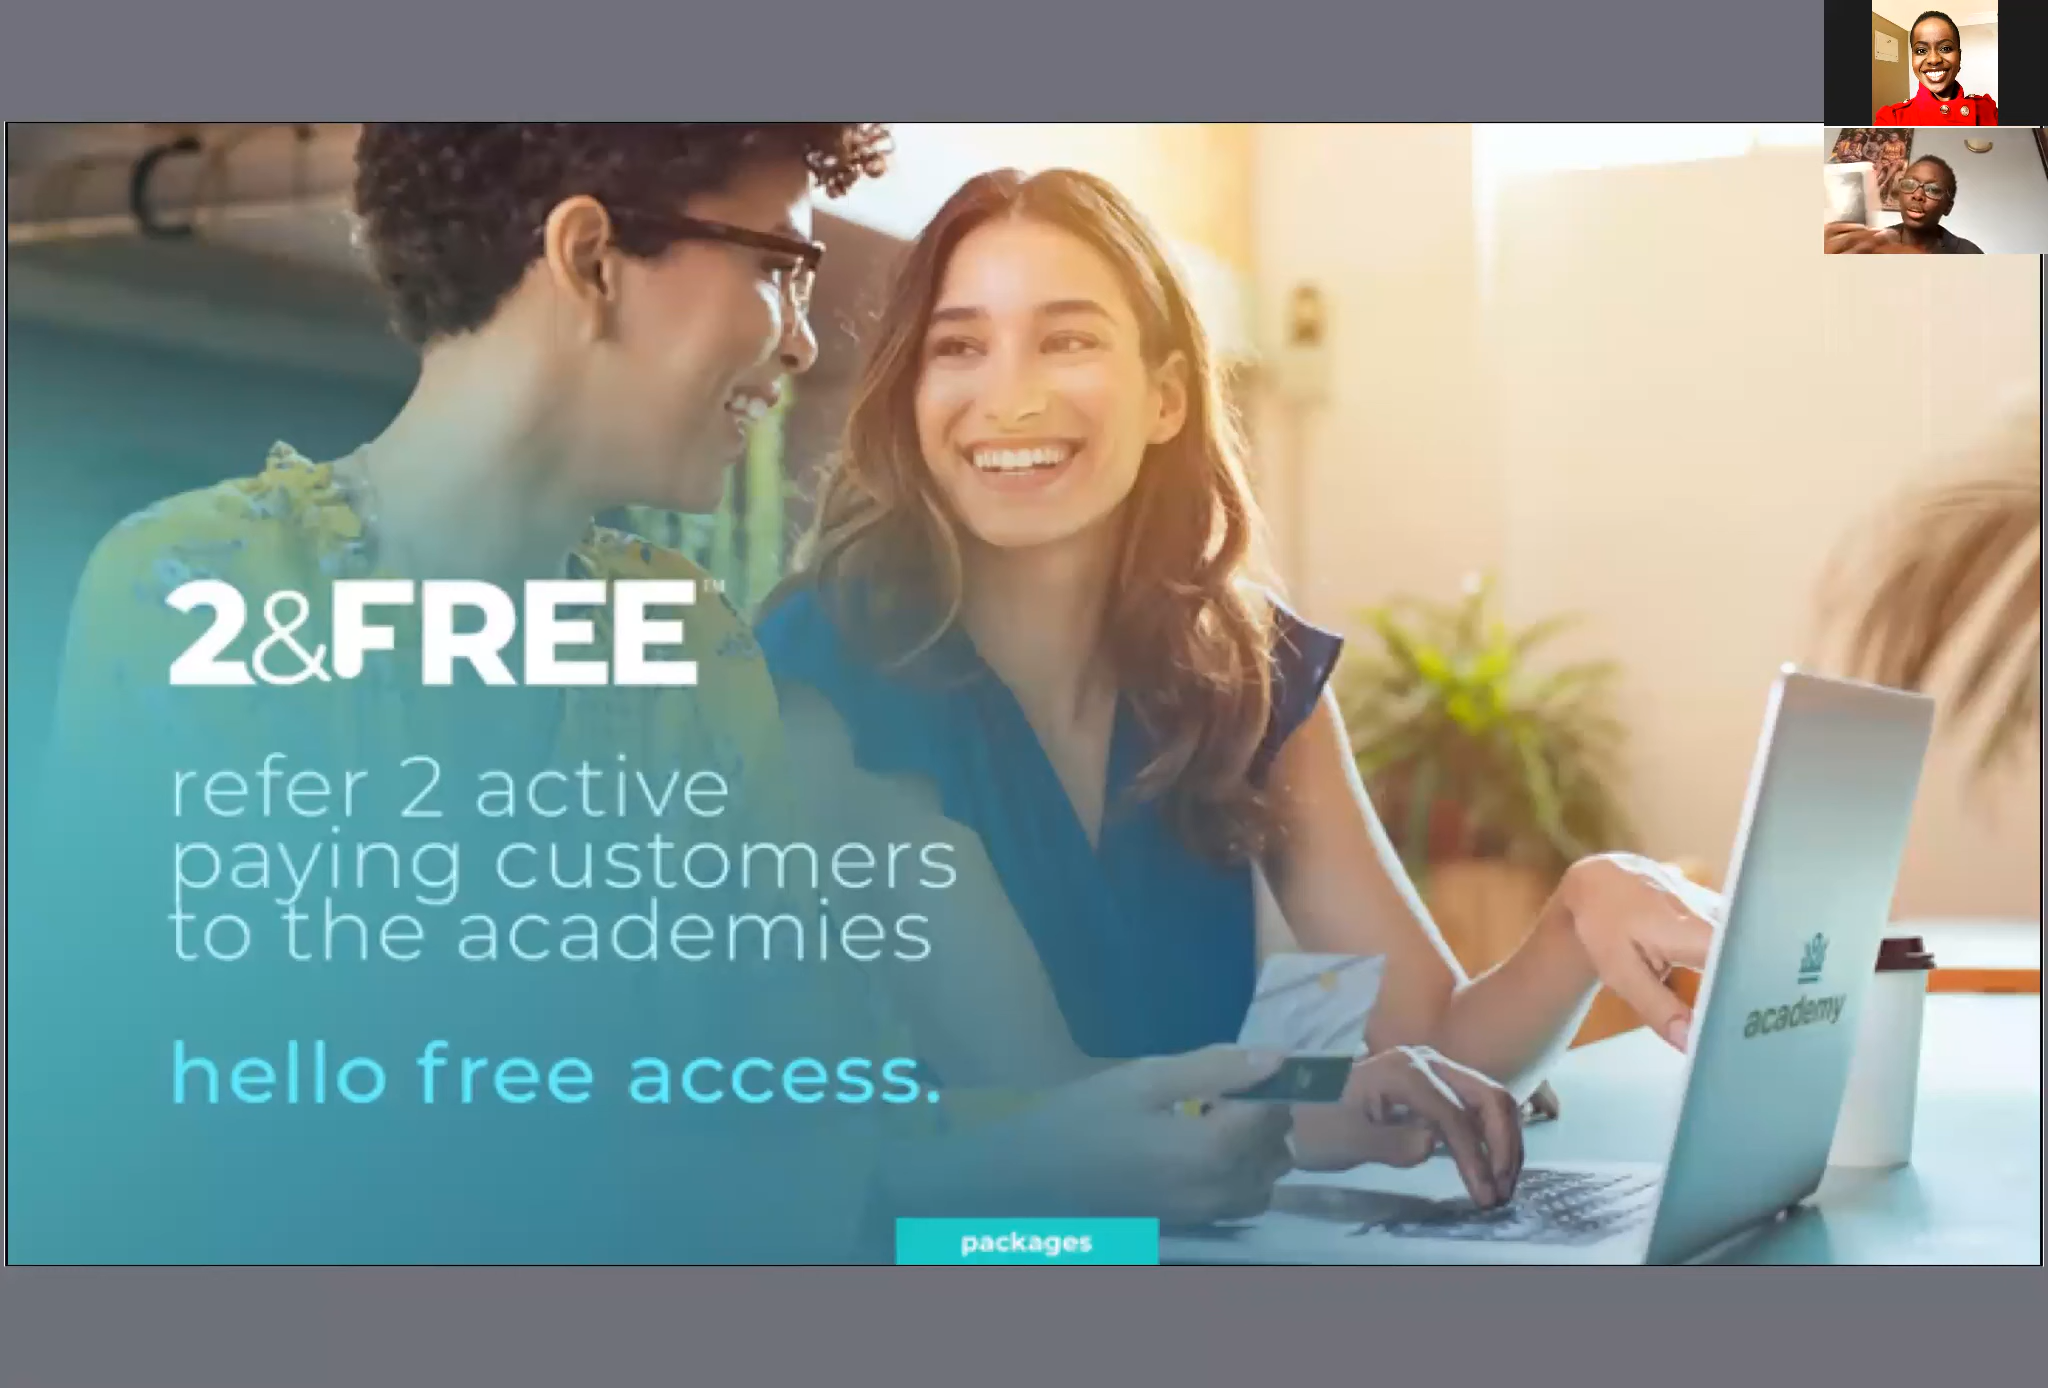 2&FREE™
refer 2 active
paying customers
to the academies
hello free access.
academy
packages